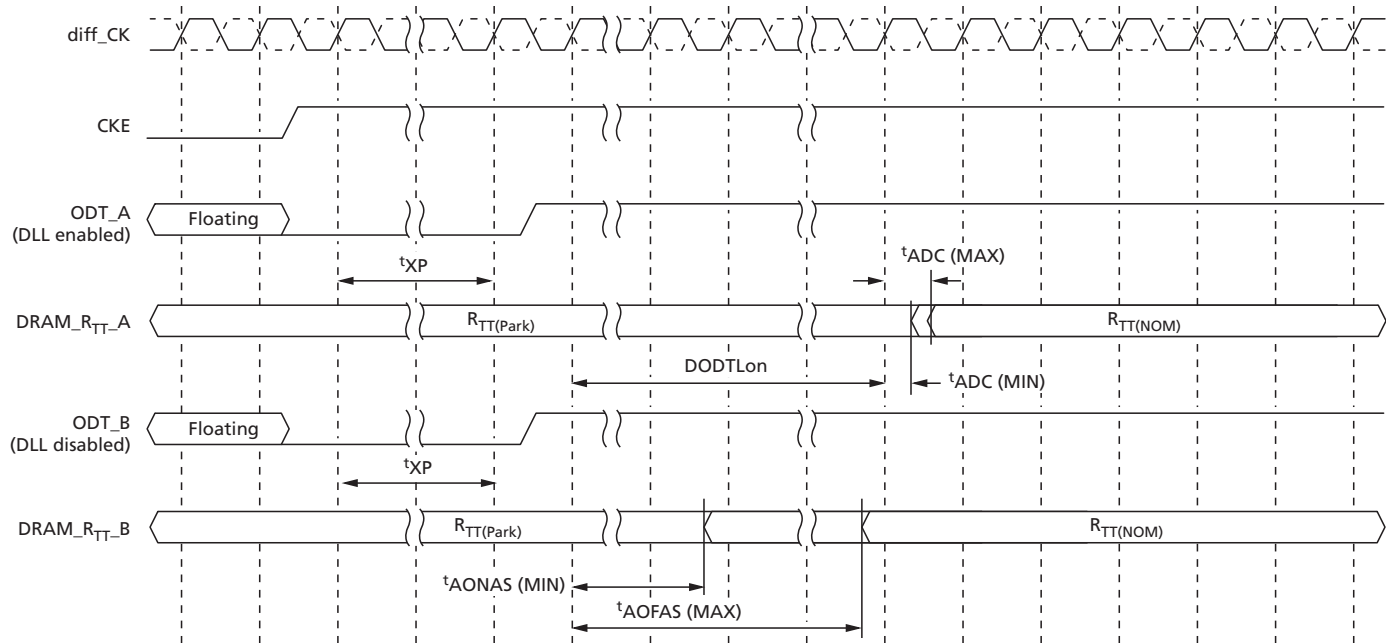 diff_CK
CKE
ODT_A
(DLL enabled)
Floating
tXP
tADC (MAX)
DRAM_RTT_A
RTT(Park)
RTT(NOM)
DODTLon
tADC (MIN)
ODT_B
(DLL disabled)
Floating
tXP
DRAM_RTT_B
RTT(Park)
RTT(NOM)
tAONAS (MIN)
tAOFAS (MAX)